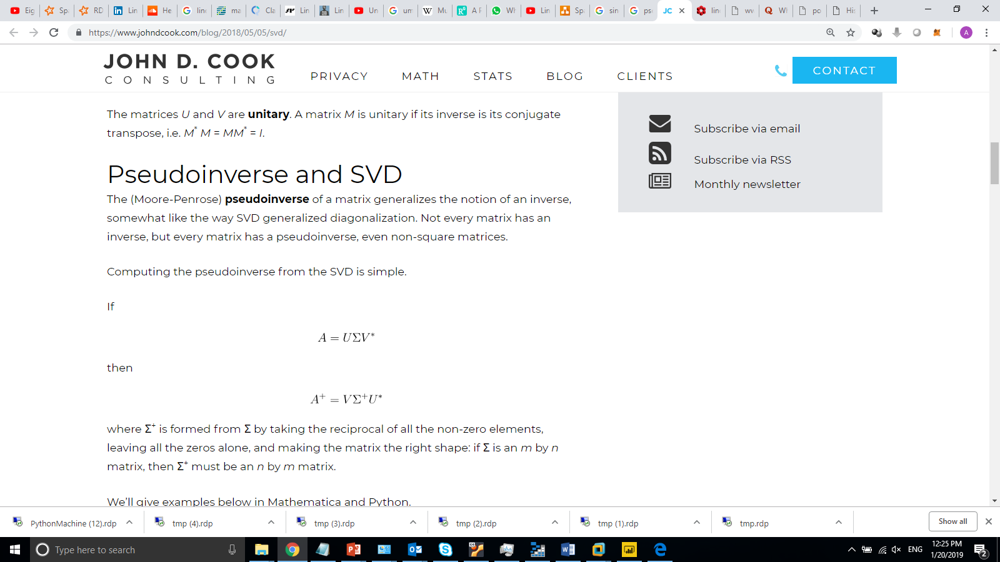 Eig
Sp
RD
Lin
He
line
ma
Cla
Lin
Lin
Un
um
Mu
A F
Wh
Lin
Sp
sin
pse
JC
line
wv
WI
po
His
https://www.johndcook.com/blog/2018/05/05/svd/
A
JOHN D. COOK
CONSULTING
PRIVACY
MATH
STATS
BLOG
CLIENTS
CONTACT
The matrices U and V are unitary. A matrix M is unitary if its inverse is its conjugate
transpose, i.e. M* M = MM* = I.
Pseudoinverse and SVD
The (Moore-Penrose) pseudoinverse of a matrix generalizes the notion of an inverse,
somewhat like the way SVD generalized diagonalization. Not every matrix has an
inverse, but every matrix has a pseudoinverse, even non-square matrices.
Computing the pseudoinverse from the SVD is simple.
If
A = UΣV*
then
A⁺ = VΣ⁺U*
where Σ⁺ is formed from Σ by taking the reciprocal of all the non-zero elements,
leaving all the zeros alone, and making the matrix the right shape: if Σ is an m by n
matrix, then Σ⁺ must be an n by m matrix.
We'll give examples below in Mathematica and Python.
Subscribe via email
Subscribe via RSS
Monthly newsletter
PythonMachine (12).rdp
tmp (4).rdp
tmp (3).rdp
tmp (2).rdp
tmp (1).rdp
tmp.rdp
Show all
Type here to search
ENG
12:25 PM
1/20/2019
2